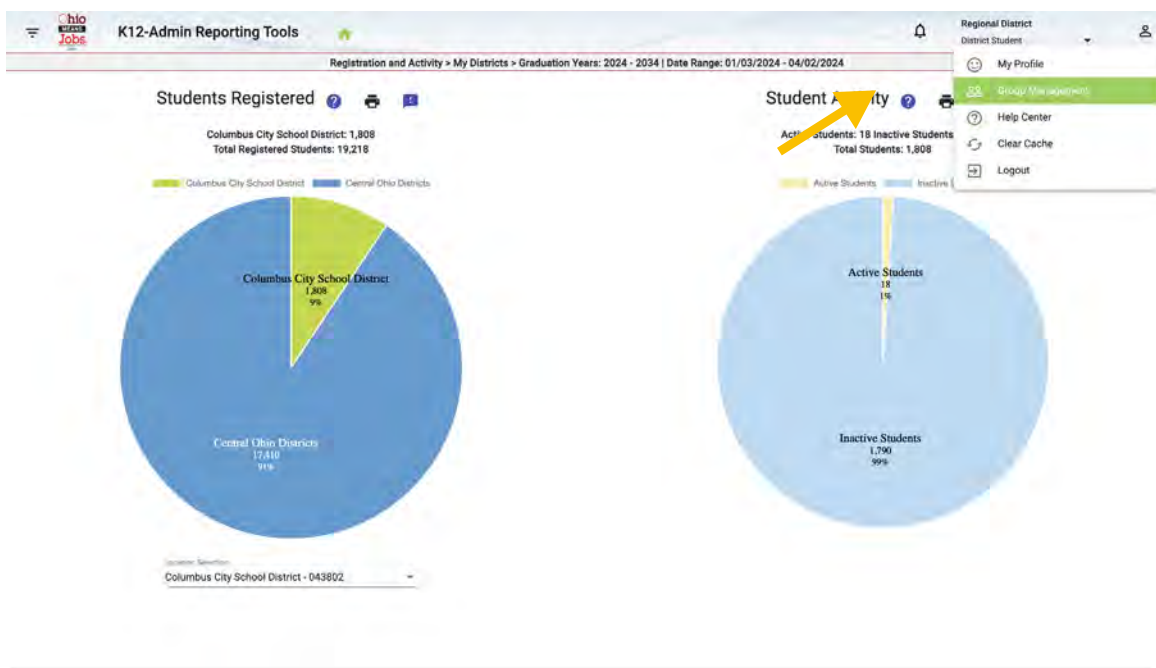 Ohio
MEANS
Jobs
K12-Admin Reporting Tools
Regional District
District Student
Registration and Activity > My Districts > Graduation Years: 2024 - 2034 | Date Range: 01/03/2024 - 04/02/2024
My Profile
Group Management
Help Center
Clear Cache
Logout
Students Registered
Columbus City School District: 1,808
Total Registered Students: 19,218
Columbus City School District Central Ohio Districts
Columbus City School District
1,808
9%
Central Ohio Districts
17,410
91%
Location Selection
Columbus City School District - 043802
Student A ity
Acti Students: 18 Inactive Students
Total Students: 1,808
Active Students Inactive
Active Students
18
1%
Inactive Students
1,790
99%